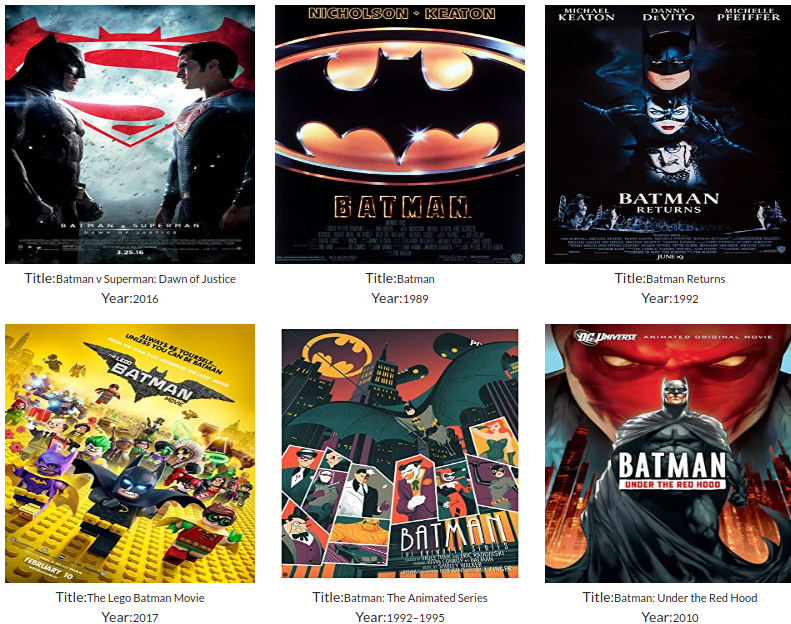 BATMAN v SUPERMAN
DAWN OF JUSTICE
3.25.16
Title:Batman v Superman: Dawn of Justice
Year:2016
NICHOLSON • KEATON
BATMAN
Title:Batman
Year:1989
MICHAEL KEATON
DANNY DeVITO
MICHELLE PFEIFFER
BATMAN
RETURNS
JUNE 19
Title:Batman Returns
Year:1992
ALWAYS BE YOURSELF...
UNLESS YOU CAN BE BATMAN
THE LEGO
BATMAN
MOVIE
FEBRUARY 10
Title:The Lego Batman Movie
Year:2017
BATMAN
THE ANIMATED SERIES
Title:Batman: The Animated Series
Year:1992–1995
DC UNIVERSE ANIMATED ORIGINAL MOVIE
BATMAN
UNDER THE RED HOOD
Title:Batman: Under the Red Hood
Year:2010